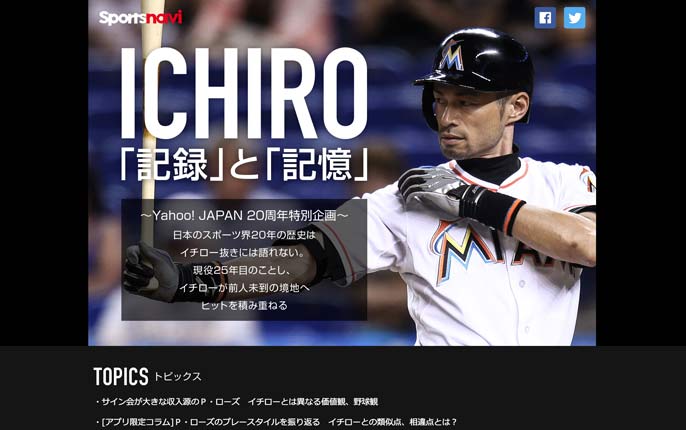 Sportsnavi
ICHIRO
「記録」と「記憶」
～Yahoo! JAPAN 20周年特別企画～
日本のスポーツ界20年の歴史は
イチロー抜きには語れない。
現役25年目のことし、
イチローが前人未到の境地へ
ヒットを積み重ねる
M
MIAMI
TOPICS トピックス
・サイン会が大きな収入源のＰ・ローズ　イチローとは異なる価値観、野球観
・[アプリ限定コラム]Ｐ・ローズのプレースタイルを振り返る　イチローとの類似点、相違点とは？